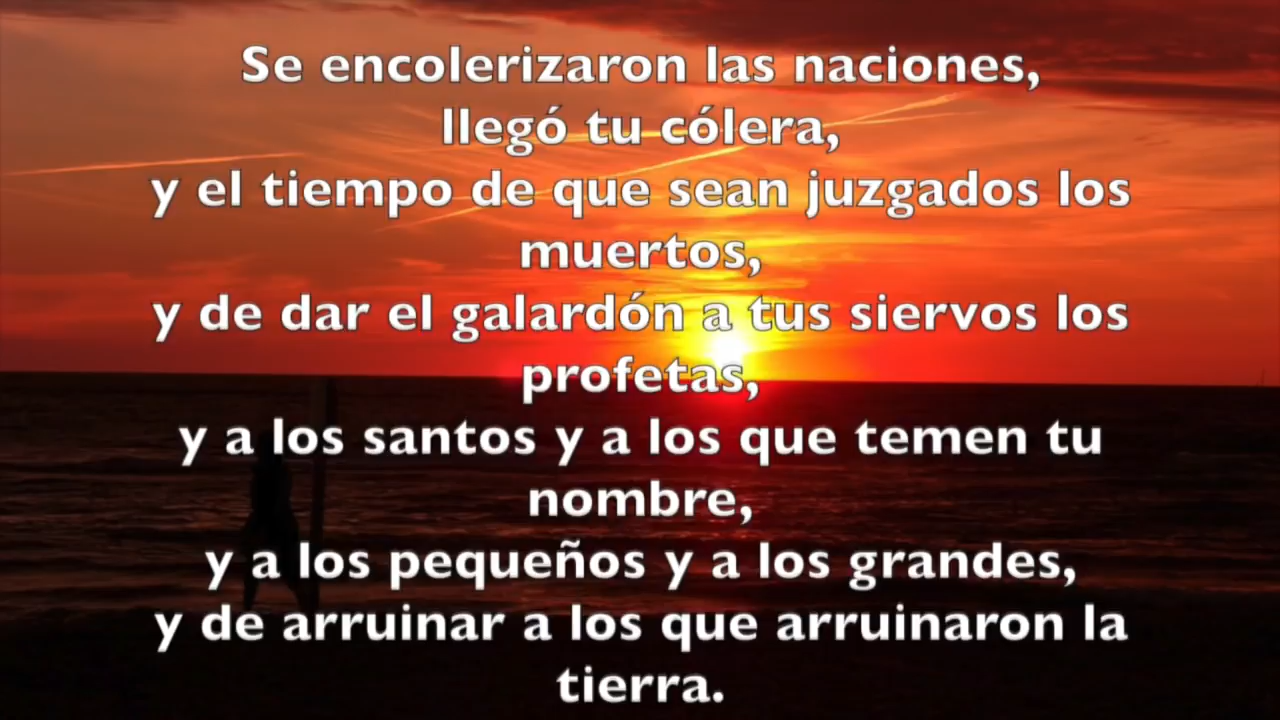 Se encolerizaron las naciones,
llegó tu cólera,
y el tiempo de que sean juzgados los
muertos,
y de dar el galardón a tus siervos los
profetas,
y a los santos y a los que temen tu
nombre,
y a los pequeños y a los grandes,
y de arruinar a los que arruinaron la
tierra.